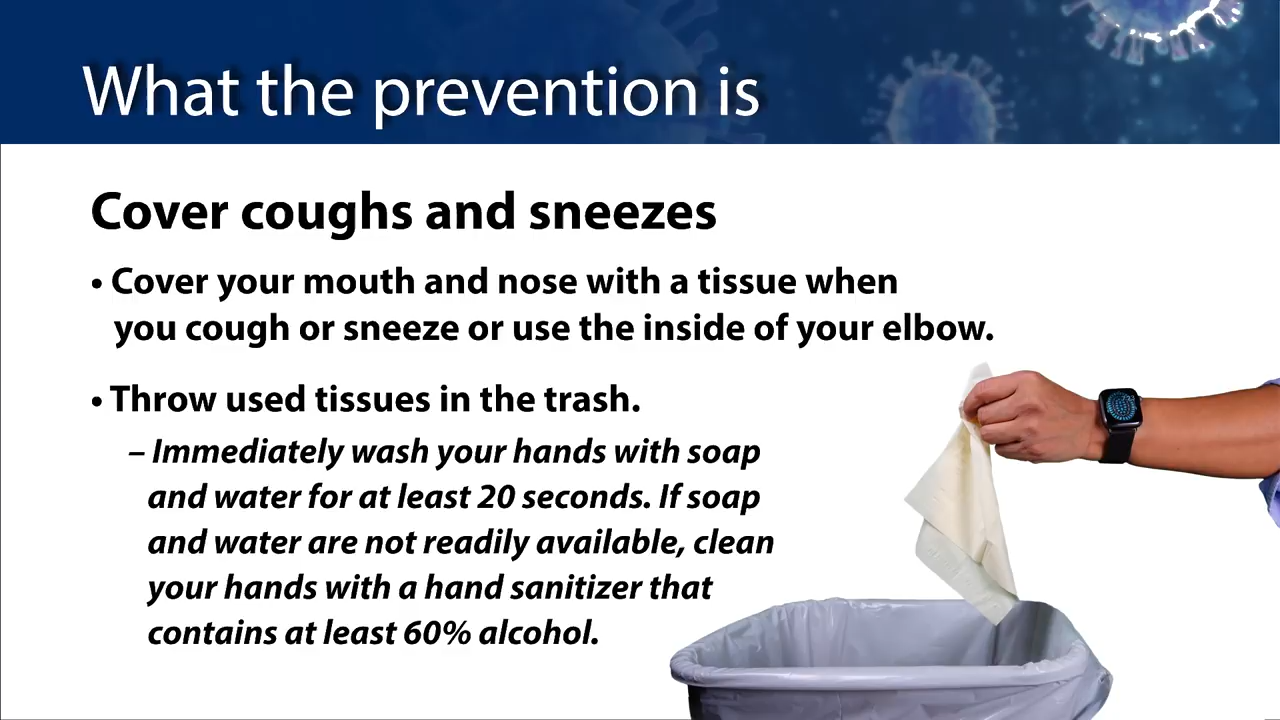 What the prevention is
Cover coughs and sneezes
• Cover your mouth and nose with a tissue when
you cough or sneeze or use the inside of your elbow.
• Throw used tissues in the trash.
– Immediately wash your hands with soap
and water for at least 20 seconds. If soap
and water are not readily available, clean
your hands with a hand sanitizer that
contains at least 60% alcohol.